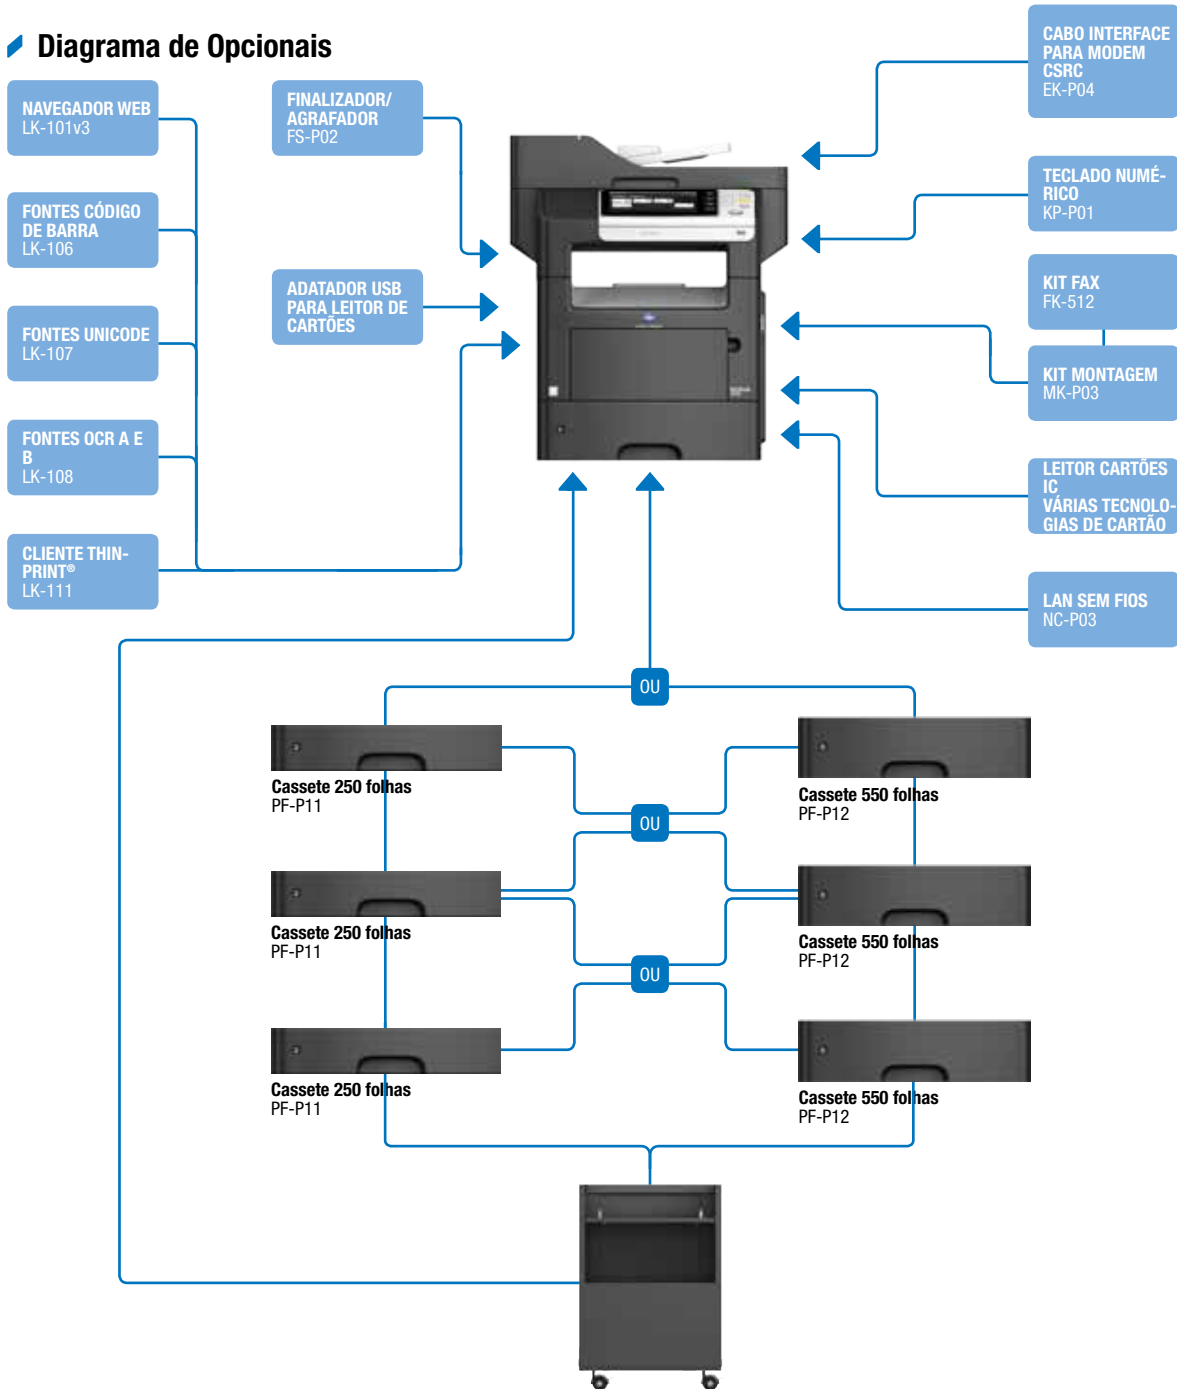 Diagrama de Opcionais
NAVEGADOR WEB
LK-101v3
FONTES CÓDIGO
DE BARRA
LK-106
FONTES UNICODE
LK-107
FONTES OCR A E
B
LK-108
CLIENTE THIN-
PRINT®
LK-111
FINALIZADOR/
AGRAFADOR
FS-P02
ADATADOR USB
PARA LEITOR DE
CARTÕES
CABO INTERFACE
PARA MODEM
CSRC
EK-P04
TECLADO NUMÉ-
RICO
KP-P01
KIT FAX
FK-512
KIT MONTAGEM
MK-P03
LEITOR CARTÕES
IC
VÁRIAS TECNOLO-
GIAS DE CARTÃO
LAN SEM FIOS
NC-P03
OU
Cassete 250 folhas
PF-P11
Cassete 550 folhas
PF-P12
OU
Cassete 250 folhas
PF-P11
Cassete 550 folhas
PF-P12
OU
Cassete 250 folhas
PF-P11
Cassete 550 folhas
PF-P12